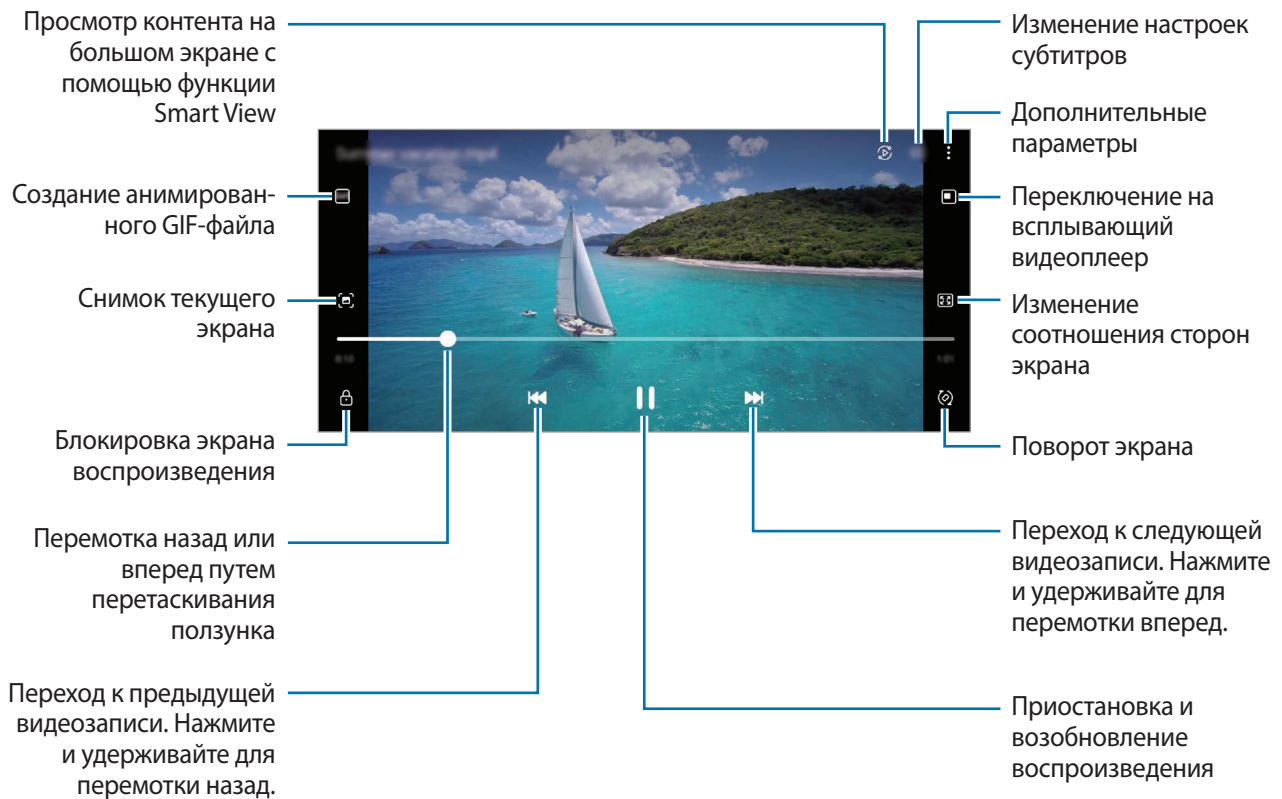 Просмотр контента на
большом экране с
помощью функции
Smart View
Создание анимирован-
ного GIF-файла
Снимок текущего
экрана
Блокировка экрана
воспроизведения
Перемотка назад или
вперед путем
перетаскивания
ползунка
Переход к предыдущей
видеозаписи. Нажмите
и удерживайте для
перемотки назад.
Изменение настроек
субтитров
Дополнительные
параметры
Переключение на
всплывающий
видеоплеер
Изменение
соотношения сторон
экрана
Поворот экрана
Переход к следующей
видеозаписи. Нажмите
и удерживайте для
перемотки вперед.
Приостановка и
возобновление
воспроизведения